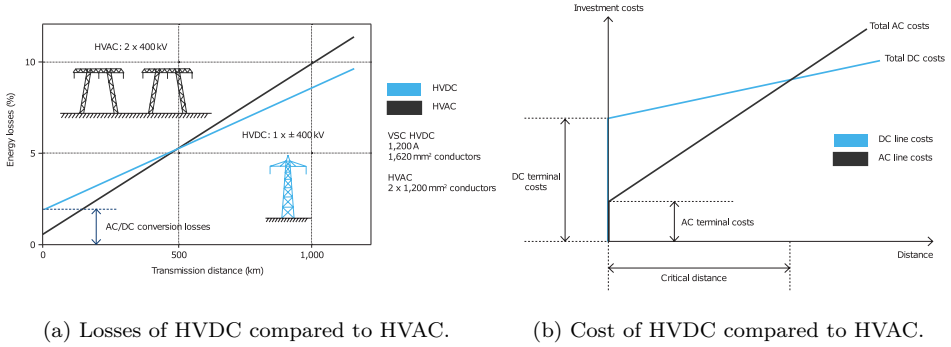 HVAC: 2 x 400 kV
10
Energy losses (%)
HVDC: 1 x ± 400 kV
5
AC/DC conversion losses
0
0
500
1,000
Transmission distance (km)
HVDC
HVAC
VSC HVDC
1,200 A
1,620 mm² conductors
HVAC
2 x 1,200 mm² conductors
(a) Losses of HVDC compared to HVAC.
Investment costs
Total AC costs
Total DC costs
DC line costs
AC line costs
DC terminal
costs
AC terminal costs
Distance
Critical distance
(b) Cost of HVDC compared to HVAC.